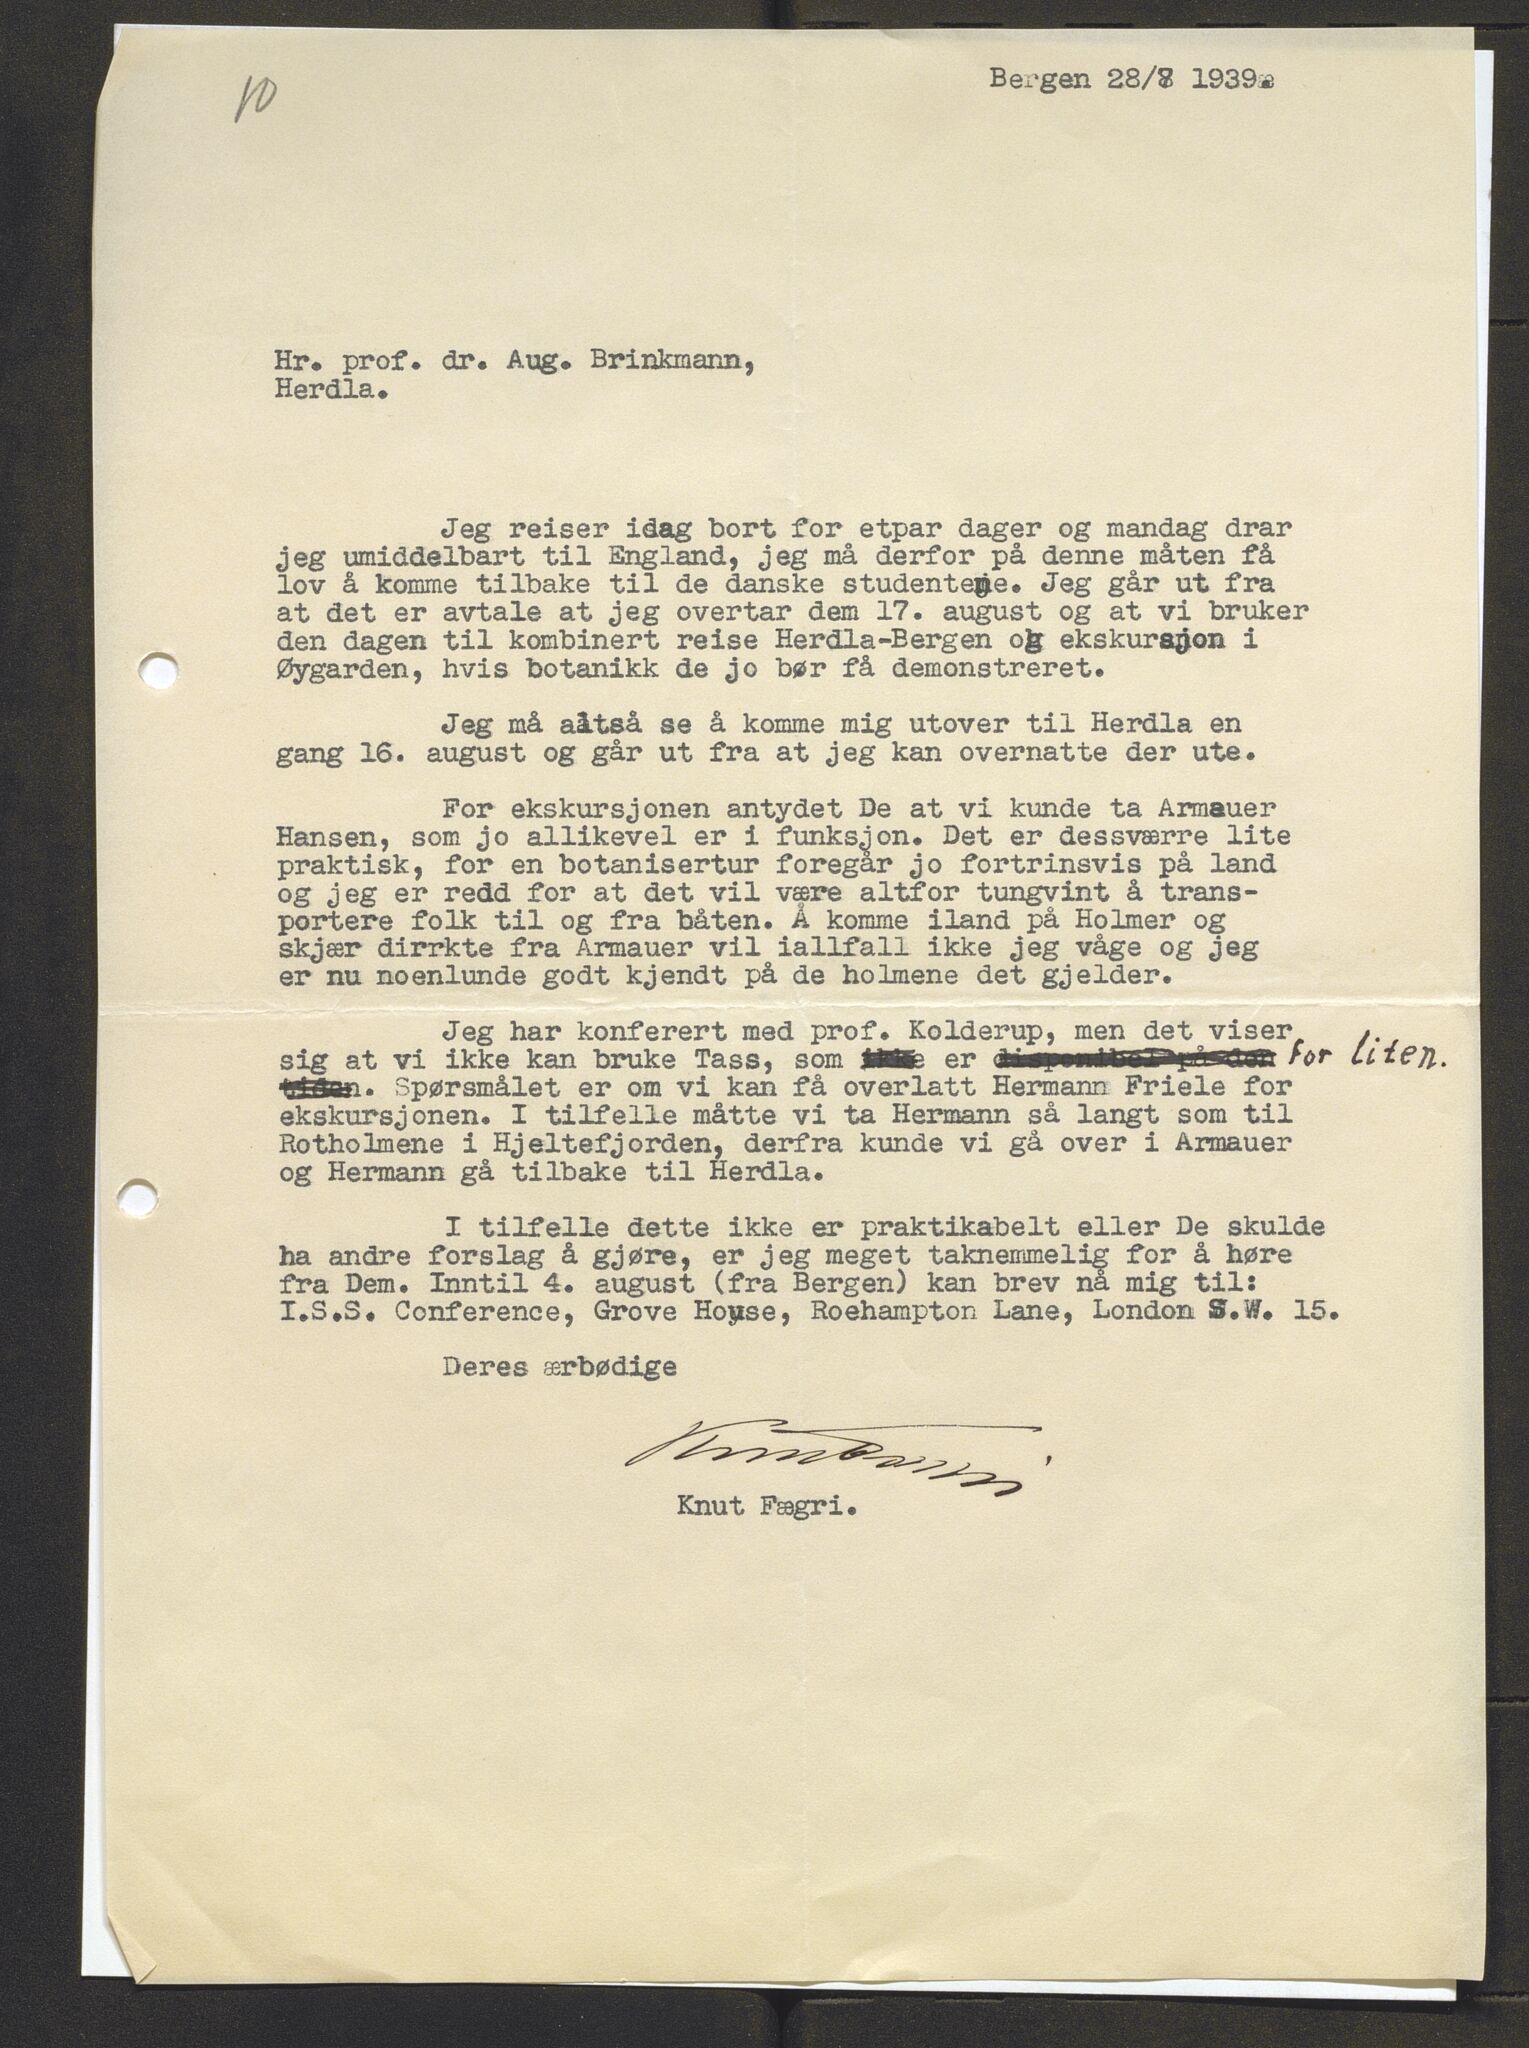 10
Bergen 28/7 1939.
Hr. prof. dr. Aug. Brinkmann,
Herdla.
Jeg reiser idag bort for etpar dager og mandag drar
jeg umiddelbart til England, jeg må derfor på denne måten få
lov å komme tilbake til de danske studentene. Jeg går ut fra
at det er avtale at jeg overtar dem 17. august og at vi bruker
den dagen til kombinert reise Herdla-Bergen og ekskursjon i
Øygarden, hvis botanikk de jo bør få demonstreret.
Jeg må altså se å komme mig utover til Herdla en
gang 16. august og går ut fra at jeg kan overnatte der ute.
For ekskursjonen antydet De at vi kunde ta Armauer
Hansen, som jo allikevel er i funksjon. Det er dessværre lite
praktisk, for en botanisertur foregår jo fortrinsvis på land
og jeg er redd for at det vil være altfor tungvint å trans-
portere folk til og fra båten. Å komme iland på Holmer og
skjær dirrkte fra Armauer vil iallfall ikke jeg våge og jeg
er nu noenlunde godt kjendt på de holmene det gjelder.
Jeg har konferert med prof. Kolderup, men det viser
sig at vi ikke kan bruke Tass, som ikke er disponibel på den for liten.
tiden. Spørsmålet er om vi kan få overlatt Hermann Friele for
ekskursjonen. I tilfelle måtte vi ta Hermann så langt som til
Rotholmene i Hjeltefjorden, derfra kunde vi gå over i Armauer
og Hermann gå tilbake til Herdla.
I tilfelle dette ikke er praktikabelt eller De skulde
ha andre forslag å gjøre, er jeg meget taknemmelig for å høre
fra Dem. Inntil 4. august (fra Bergen) kan brev nå mig til:
I.S.S. Conference, Grove House, Roehampton Lane, London S.W. 15.
Deres ærbødige
Knut Fægri
Knut Fægri.